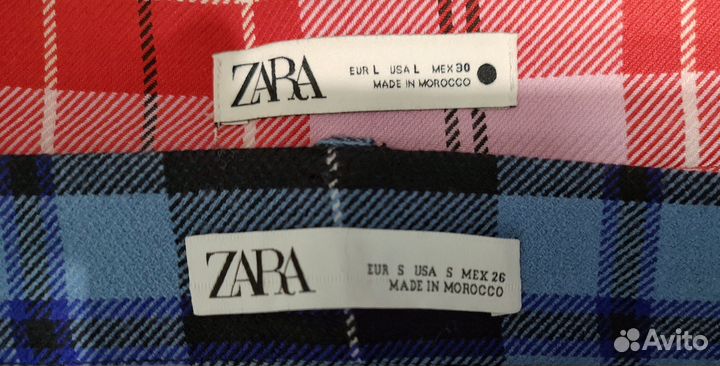 ZARA
EUR L USA L MEX 30
MADE IN MOROCCO
ZARA
EUR S USA S MEX 26
MADE IN MOROCCO
Avito